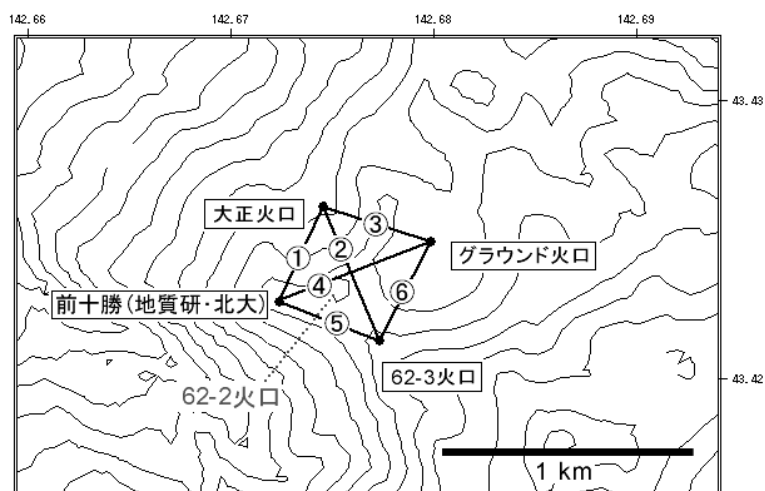 142.66 142.67 142.68 142.69
43.43
大正火口
③
① ②
グラウンド火口
④
⑥
前十勝(地質研・北大)
⑤
62-3火口
43.42
62-2火口
1 km